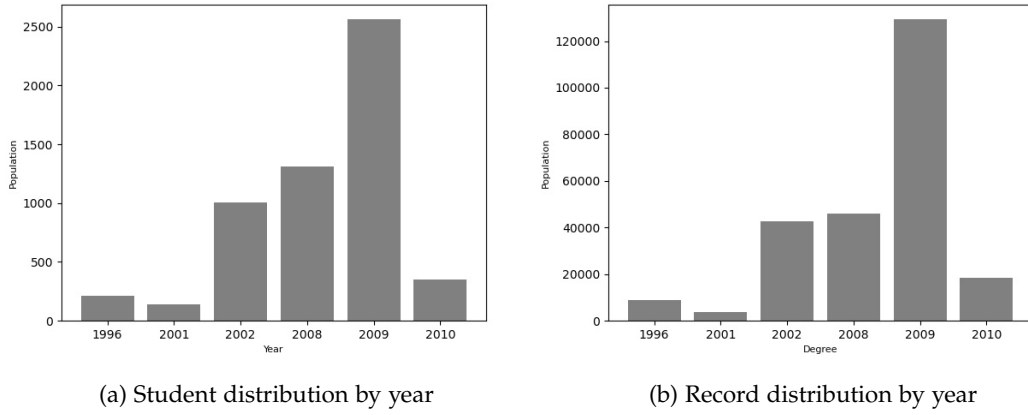 2500
2000
1500
1000
500
0
Population
1996 2001 2002 2008 2009 2010
Year
(a) Student distribution by year
120000
100000
80000
60000
40000
20000
0
Population
1996 2001 2002 2008 2009 2010
Degree
(b) Record distribution by year